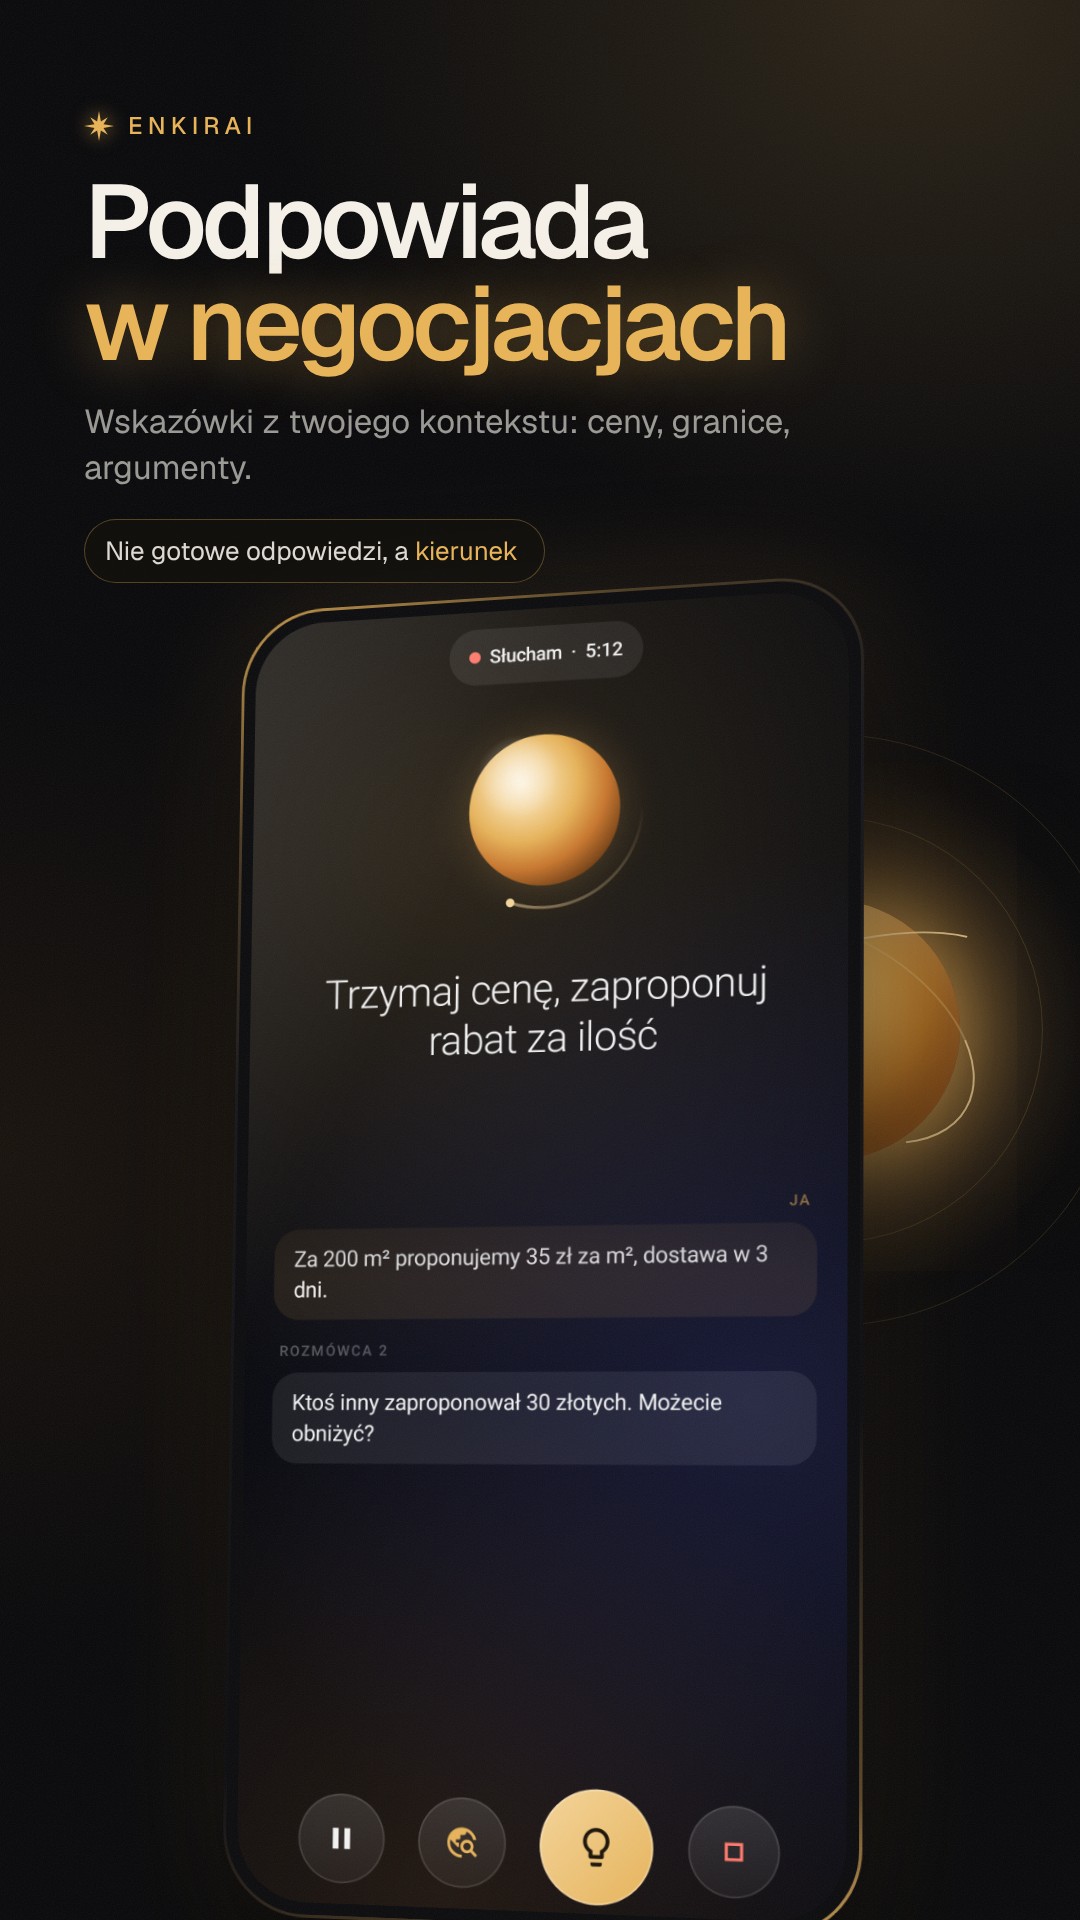 ENKIRAI
Podpowiada
w negocjacjach
Wskazówki z twojego kontekstu: ceny, granice,
argumenty.
Nie gotowe odpowiedzi, a kierunek
Słucham · 5:12
Trzymaj cenę, zaproponuj
rabat za ilość
JA
Za 200 m² proponujemy 35 zł za m², dostawa w 3
dni.
ROZMÓWCA 2
Ktoś inny zaproponował 30 złotych. Możecie
obniżyć?